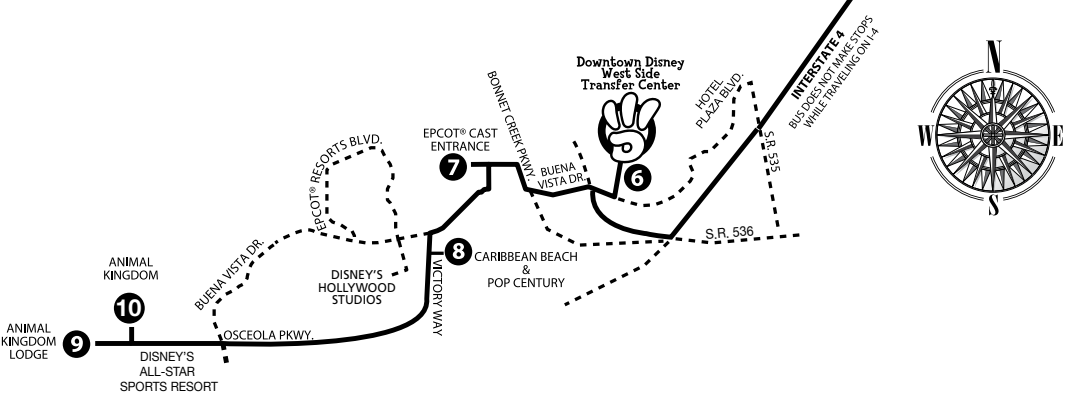 INTERSTATE 4
BUS DOES NOT MAKE STOPS
WHILE TRAVELING ON I-4
N
W
E
S
Downtown Disney
West Side
Transfer Center
HOTEL
PLAZA BLVD.
S.R. 535
BONNET CREEK PKWY.
EPCOT® CAST
ENTRANCE
7
BUENA
VISTA DR.
6
EPCOT® RESORTS BLVD.
S.R. 536
BUENA VISTA DR.
8
CARIBBEAN BEACH
&
POP CENTURY
VICTORY WAY
DISNEY'S
HOLLYWOOD
STUDIOS
ANIMAL
KINGDOM
10
OSCEOLA PKWY.
ANIMAL
KINGDOM
LODGE
9
DISNEY'S
ALL-STAR
SPORTS RESORT